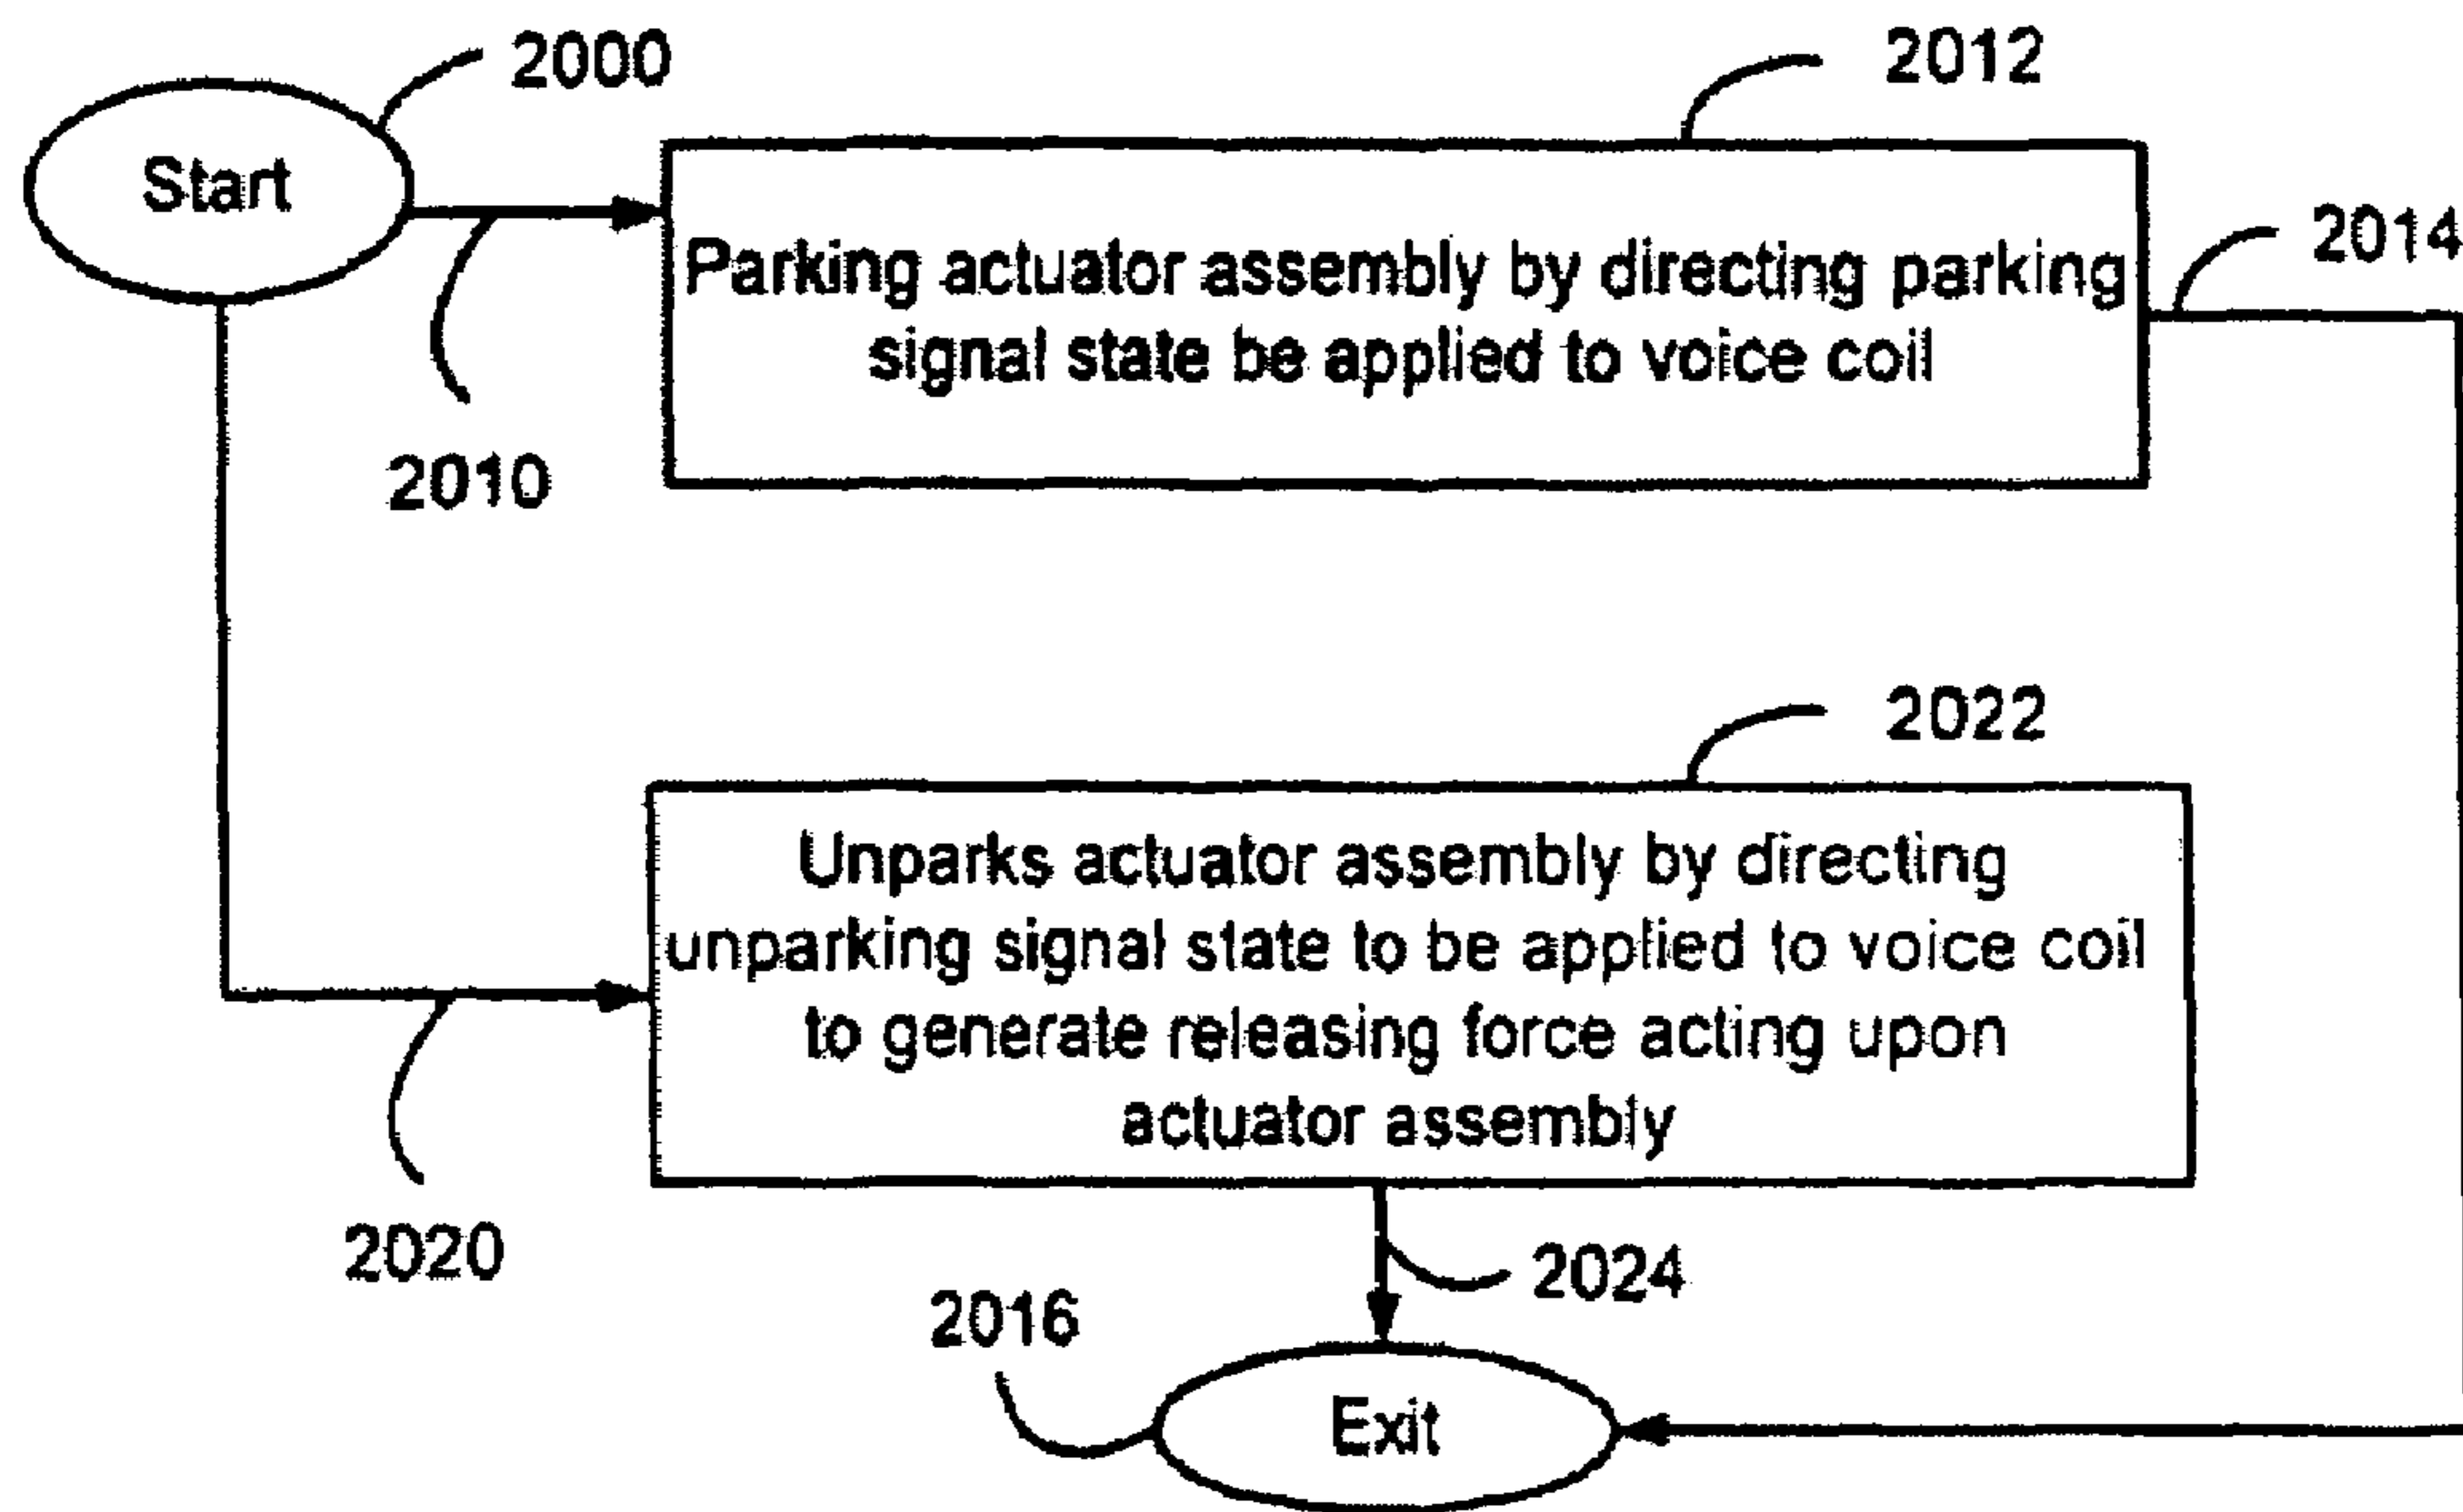 2000
2012
Start
2014
Parking actuator assembly by directing parking
signal state be applied to voice coil
2010
2022
Unparks actuator assembly by directing
unparking signal state to be applied to voice coil
to generate releasing force acting upon
actuator assembly
2020
2024
2016
Exit